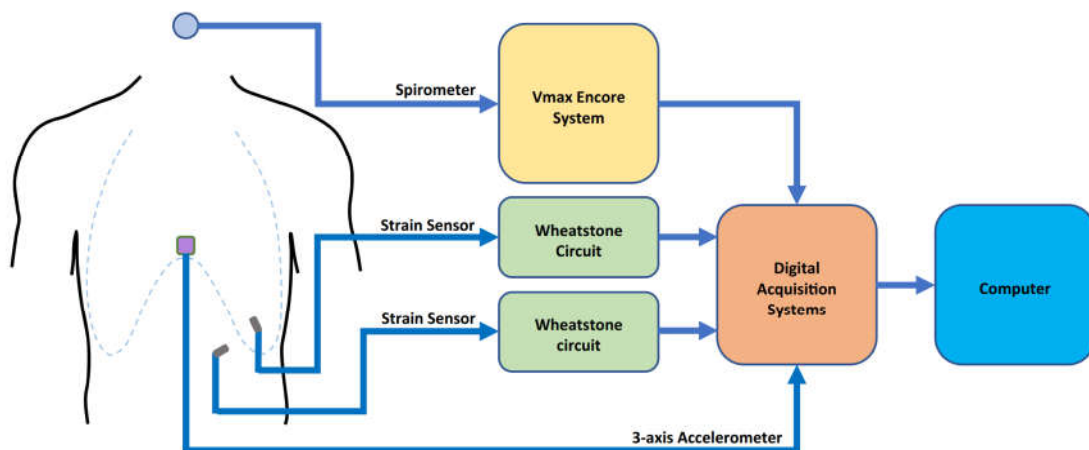 Spirometer
Vmax Encore
System
Strain Sensor
Wheatstone
Circuit
Digital
Acquisition
Systems
Computer
Strain Sensor
Wheatstone
circuit
3-axis Accelerometer